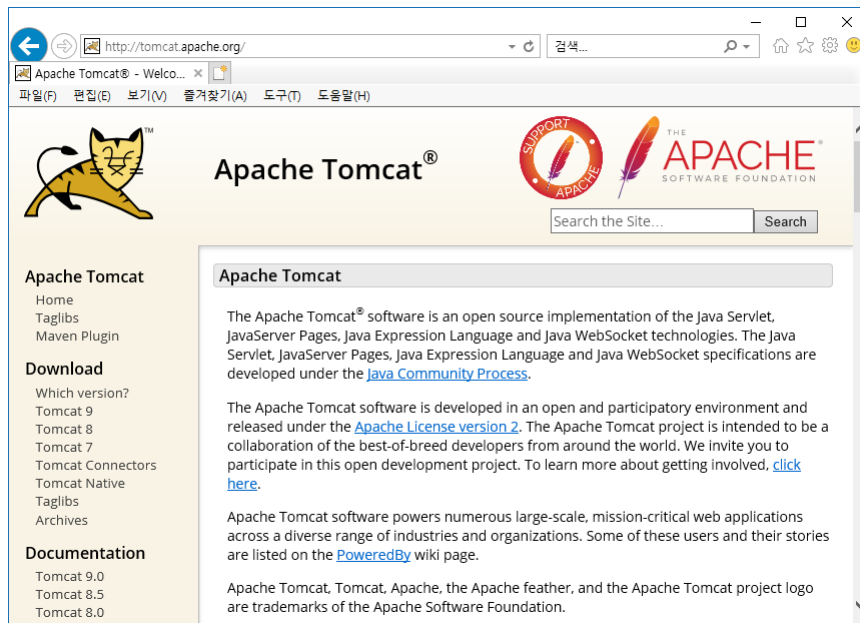 http://tomcat.apache.org/
검색...
Apache Tomcat® - Welco...
파일(F) 편집(E) 보기(V) 즐겨찾기(A) 도구(T) 도움말(H)
TM
Apache Tomcat®
SUPPORT
APACHE
THE
APACHE®
SOFTWARE FOUNDATION
Search the Site...
Search
Apache Tomcat
Home
Taglibs
Maven Plugin
Download
Which version?
Tomcat 9
Tomcat 8
Tomcat 7
Tomcat Connectors
Tomcat Native
Taglibs
Archives
Documentation
Tomcat 9.0
Tomcat 8.5
Tomcat 8.0
Apache Tomcat
The Apache Tomcat® software is an open source implementation of the Java Servlet,
JavaServer Pages, Java Expression Language and Java WebSocket technologies. The Java
Servlet, JavaServer Pages, Java Expression Language and Java WebSocket specifications are
developed under the Java Community Process.
The Apache Tomcat software is developed in an open and participatory environment and
released under the Apache License version 2. The Apache Tomcat project is intended to be a
collaboration of the best-of-breed developers from around the world. We invite you to
participate in this open development project. To learn more about getting involved, click
here.
Apache Tomcat software powers numerous large-scale, mission-critical web applications
across a diverse range of industries and organizations. Some of these users and their stories
are listed on the PoweredBy wiki page.
Apache Tomcat, Tomcat, Apache, the Apache feather, and the Apache Tomcat project logo
are trademarks of the Apache Software Foundation.